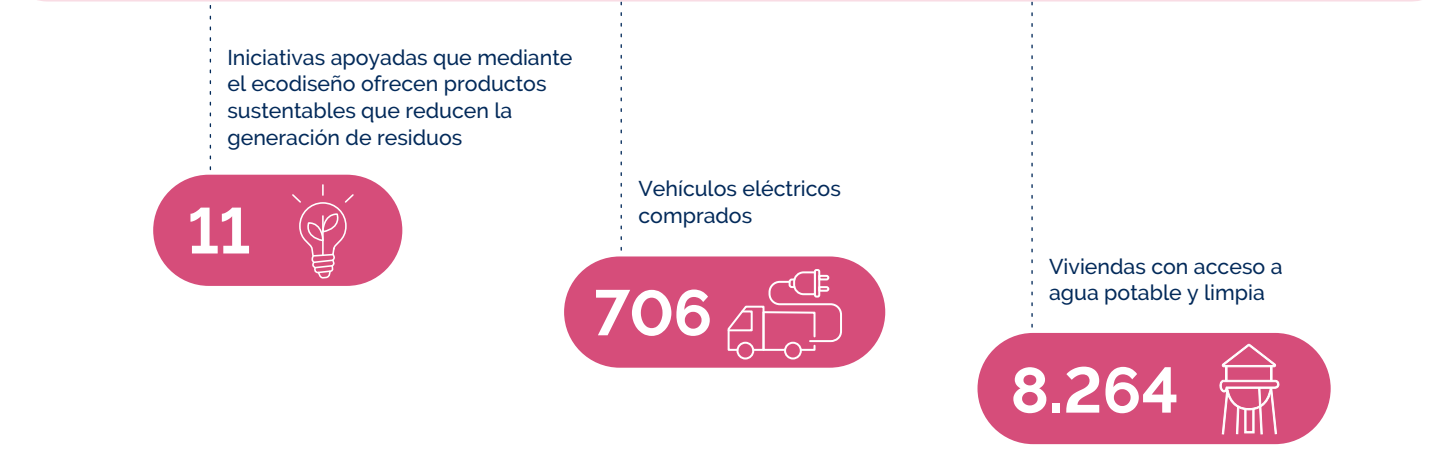 Iniciativas apoyadas que mediante
el ecodiseño ofrecen productos
sustentables que reducen la
generación de residuos
11
Vehículos eléctricos
comprados
706
Viviendas con acceso a
agua potable y limpia
8.264